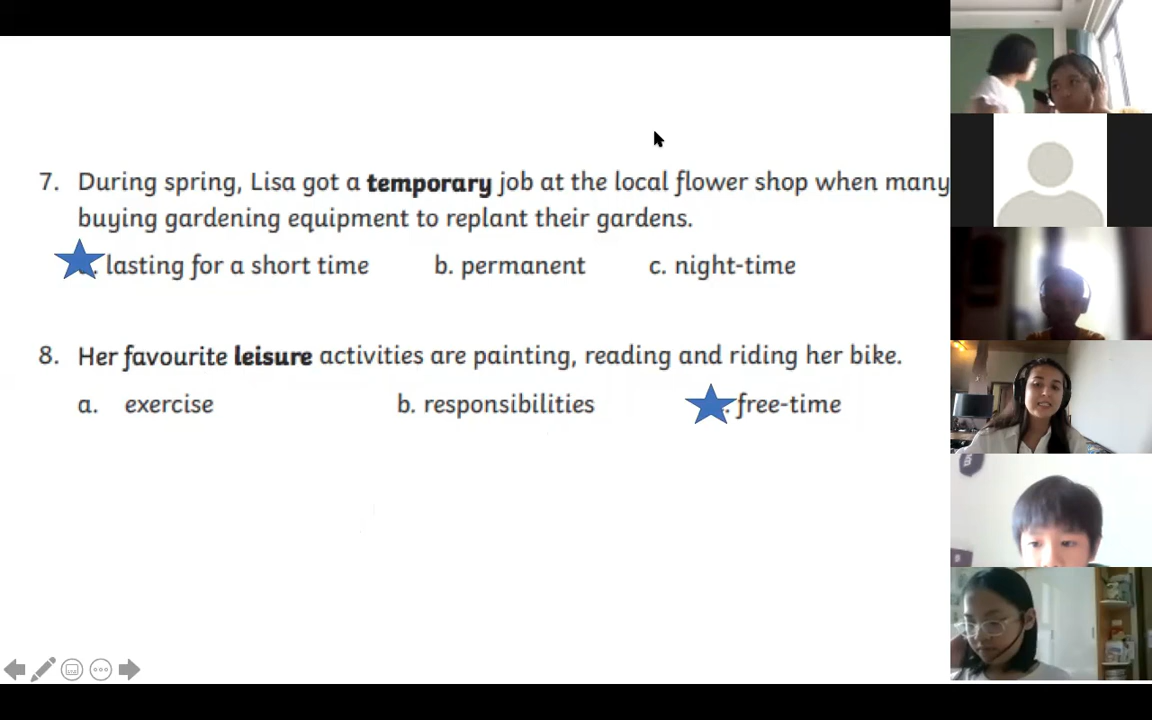 7. During spring, Lisa got a temporary job at the local flower shop when many
buying gardening equipment to replant their gardens.
. lasting for a short time b. permanent c. night-time
8. Her favourite leisure activities are painting, reading and riding her bike.
a. exercise b. responsibilities . free-time